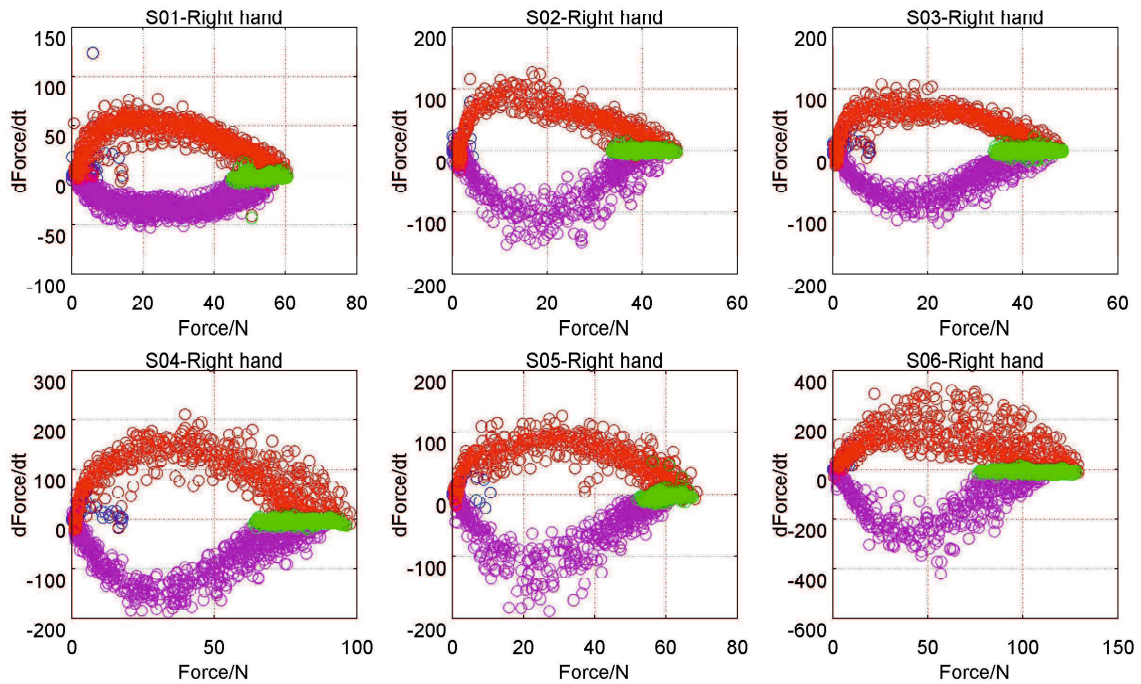 S01-Right hand
150
100
50
0
-50
-100
0 20 40 60 80
dForce/dt
Force/N
S02-Right hand
200
100
0
-100
-200
0 20 40 60 80
dForce/dt
Force/N
S03-Right hand
200
100
0
-100
-200
0 20 40 60
dForce/dt
Force/N
S04-Right hand
300
200
100
0
-100
-200
0 50 100
dForce/dt
Force/N
S05-Right hand
200
100
0
-100
-200
0 20 40 60 80
dForce/dt
Force/N
S06-Right hand
400
200
0
-200
-400
-600
0 50 100 150
dForce/dt
Force/N